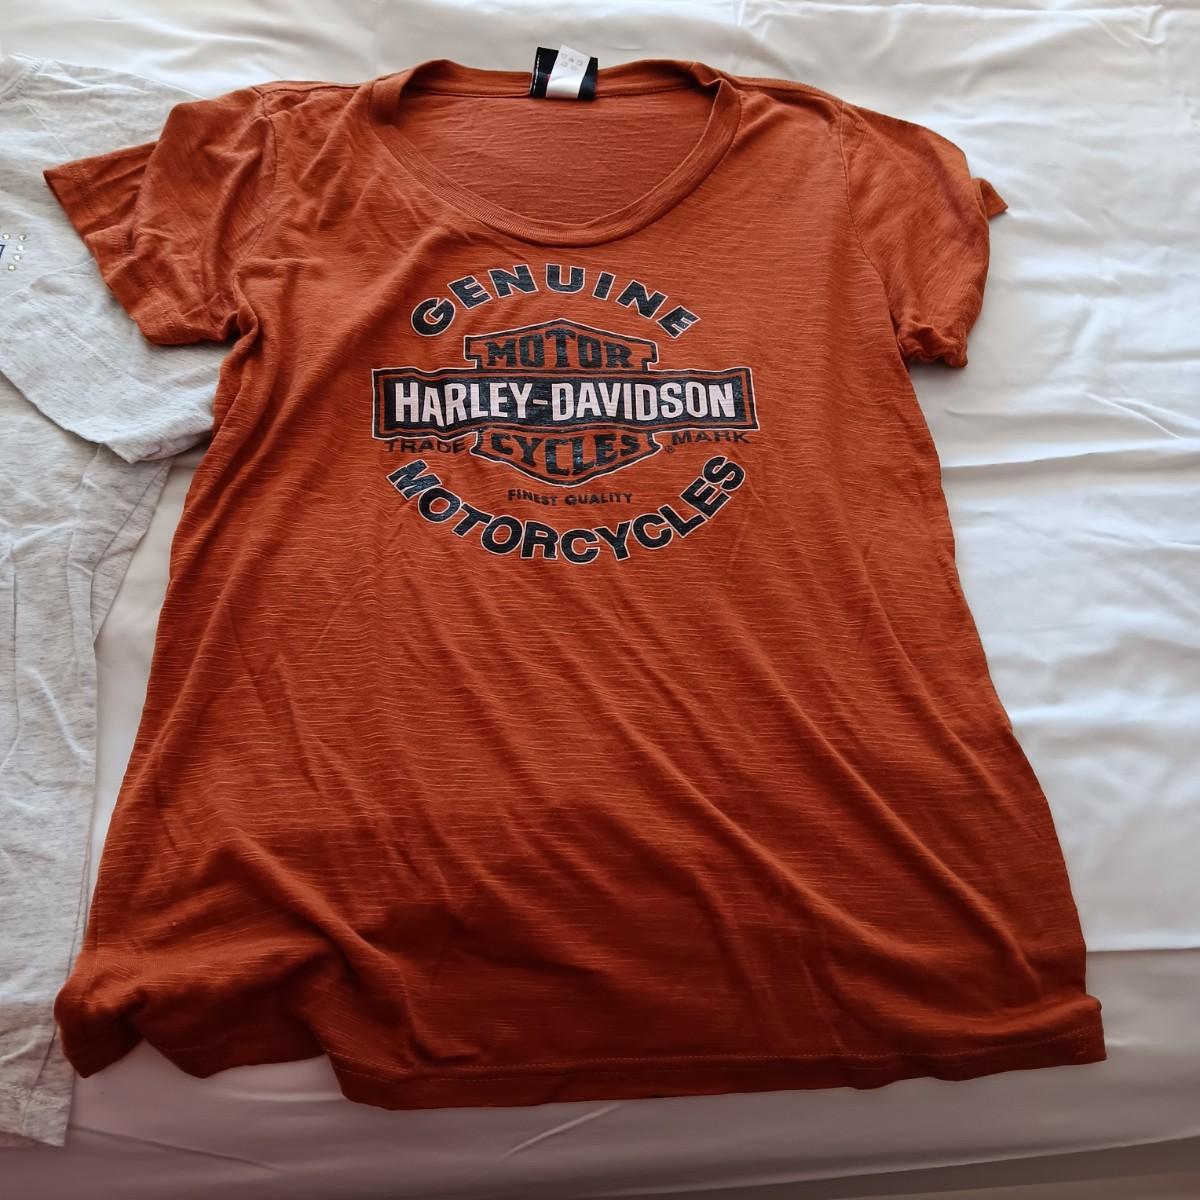 GENUINE
MOTOR
HARLEY-DAVIDSON
TRADE CYCLES ® MARK
FINEST QUALITY
MOTORCYCLES